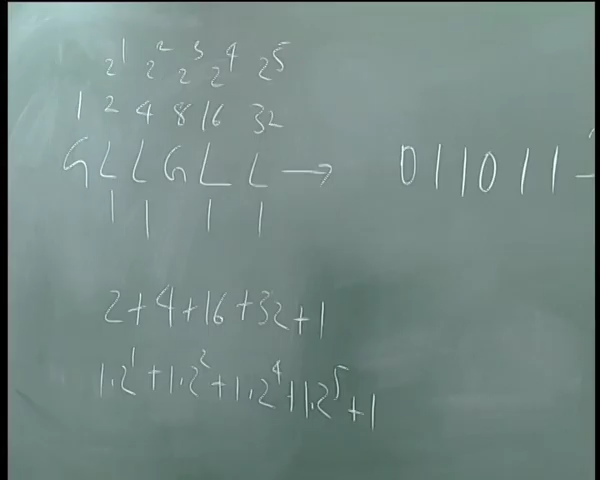 2^1 2^2 2^3 2^4 2^5
1 2 4 8 16 32
G L L G L L → 011011 -
1 1 1 1
2+4+16+32+1
1.2^1+1.2^2+1.2^4+1.2^5+1